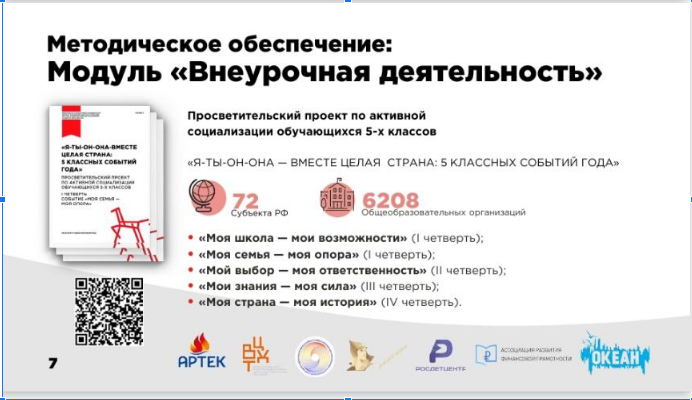 Методическое обеспечение:
Модуль «Внеурочная деятельность»
«Я-ТЫ-ОН-ОНА-ВМЕСТЕ
ЦЕЛАЯ СТРАНА:
5 КЛАССНЫХ СОБЫТИЙ
ГОДА»
ПРОСВЕТИТЕЛЬСКИЙ ПРОЕКТ
ПО АКТИВНОЙ СОЦИАЛИЗАЦИИ
ОБУЧАЮЩИХСЯ 5-Х КЛАССОВ
I ЧЕТВЕРТЬ
СОБЫТИЕ «МОЯ СЕМЬЯ —
МОЯ ОПОРА»
Просветительский проект по активной
социализации обучающихся 5-х классов
«Я-ТЫ-ОН-ОНА — ВМЕСТЕ ЦЕЛАЯ СТРАНА: 5 КЛАССНЫХ СОБЫТИЙ ГОДА»
72
Субъекта РФ
6208
Общеобразовательных организаций
• «Моя школа — мои возможности» (I четверть);
• «Моя семья — моя опора» (I четверть);
• «Мой выбор — моя ответственность» (II четверть);
• «Мои знания — моя сила» (III четверть);
• «Моя страна — моя история» (IV четверть).
7
АРТЕК
РОСДЕТЦЕНТР
АССОЦИАЦИЯ РАЗВИТИЯ
ФИНАНСОВОЙ ГРАМОТНОСТИ
ОКЕАН